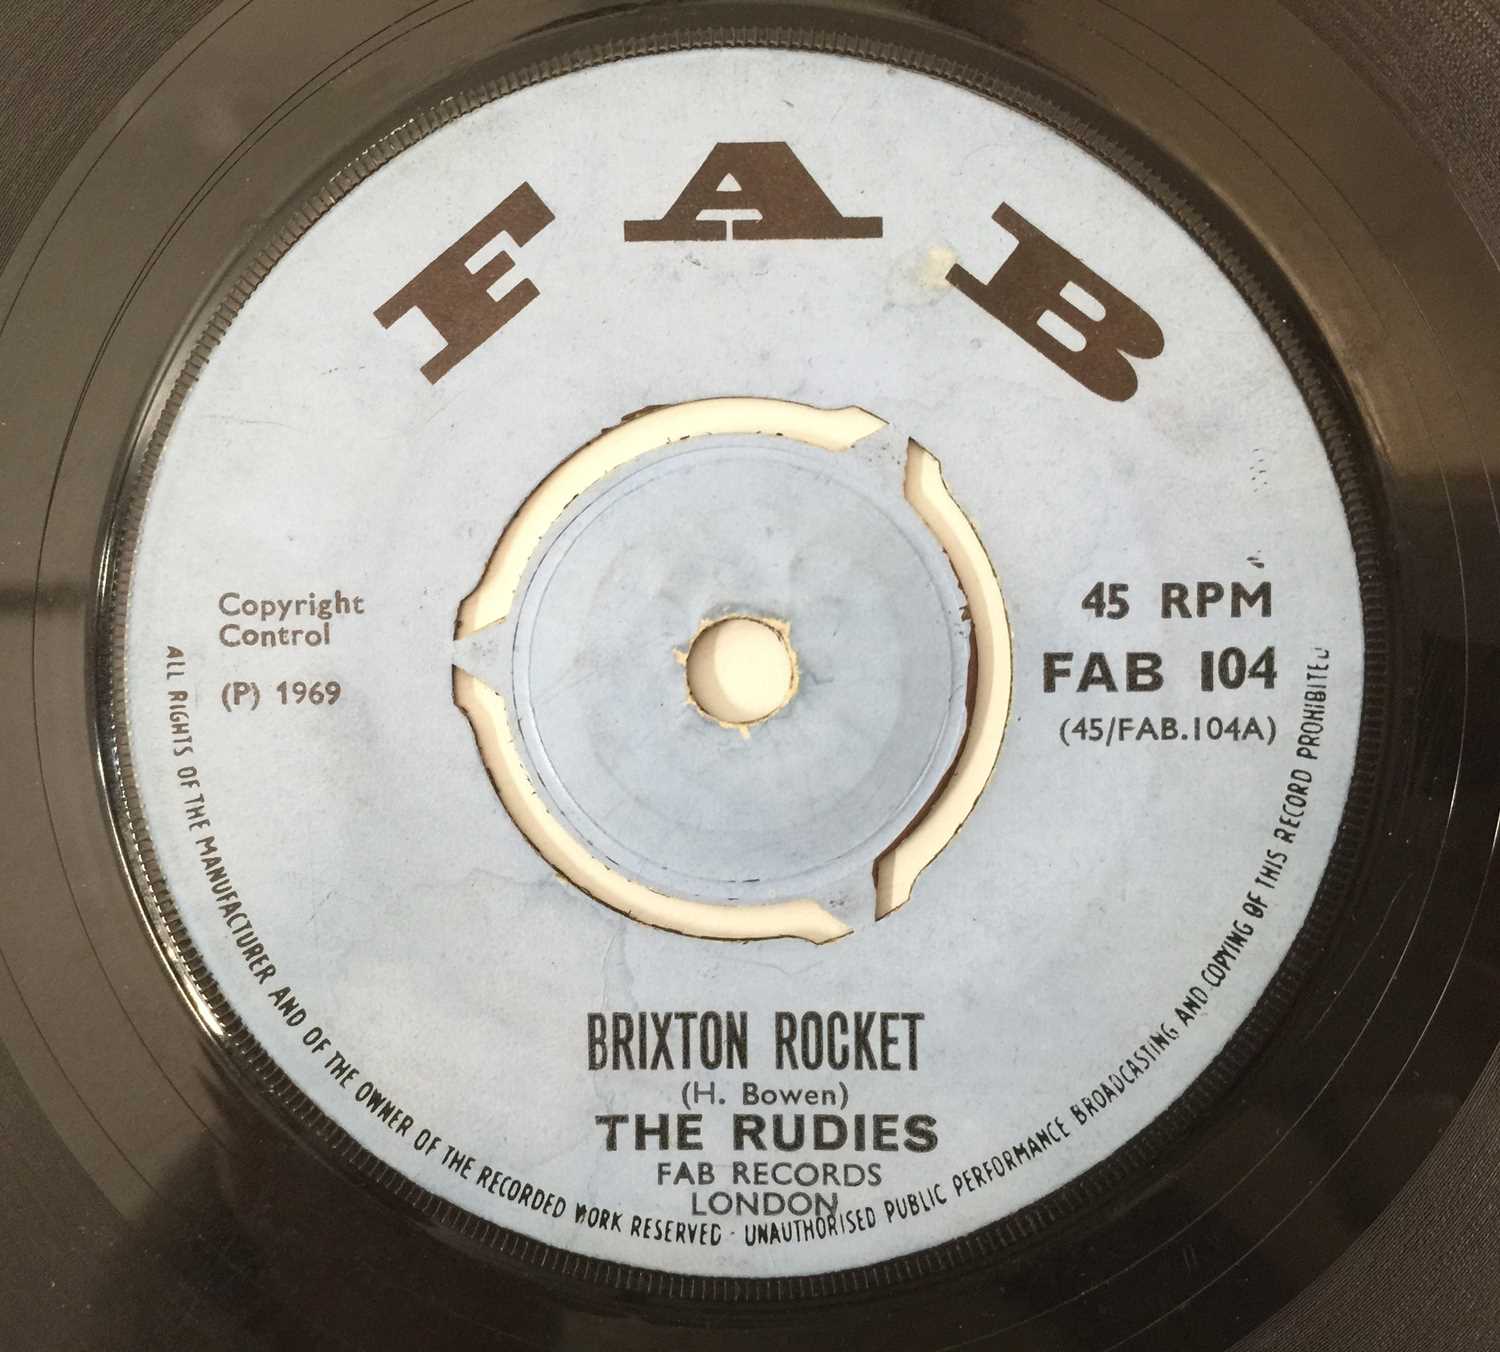 FAB
Copyright
Control
(P) 1969
45 RPM
FAB 104
(45/FAB.104A)
BRIXTON ROCKET
(H. Bowen)
THE RUDIES
FAB RECORDS
LONDON
ALL RIGHTS OF THE MANUFACTURER AND OF THE OWNER OF THE RECORDED WORK RESERVED - UNAUTHORISED PUBLIC PERFORMANCE BROADCASTING AND COPYING OF THIS RECORD PROHIBITED